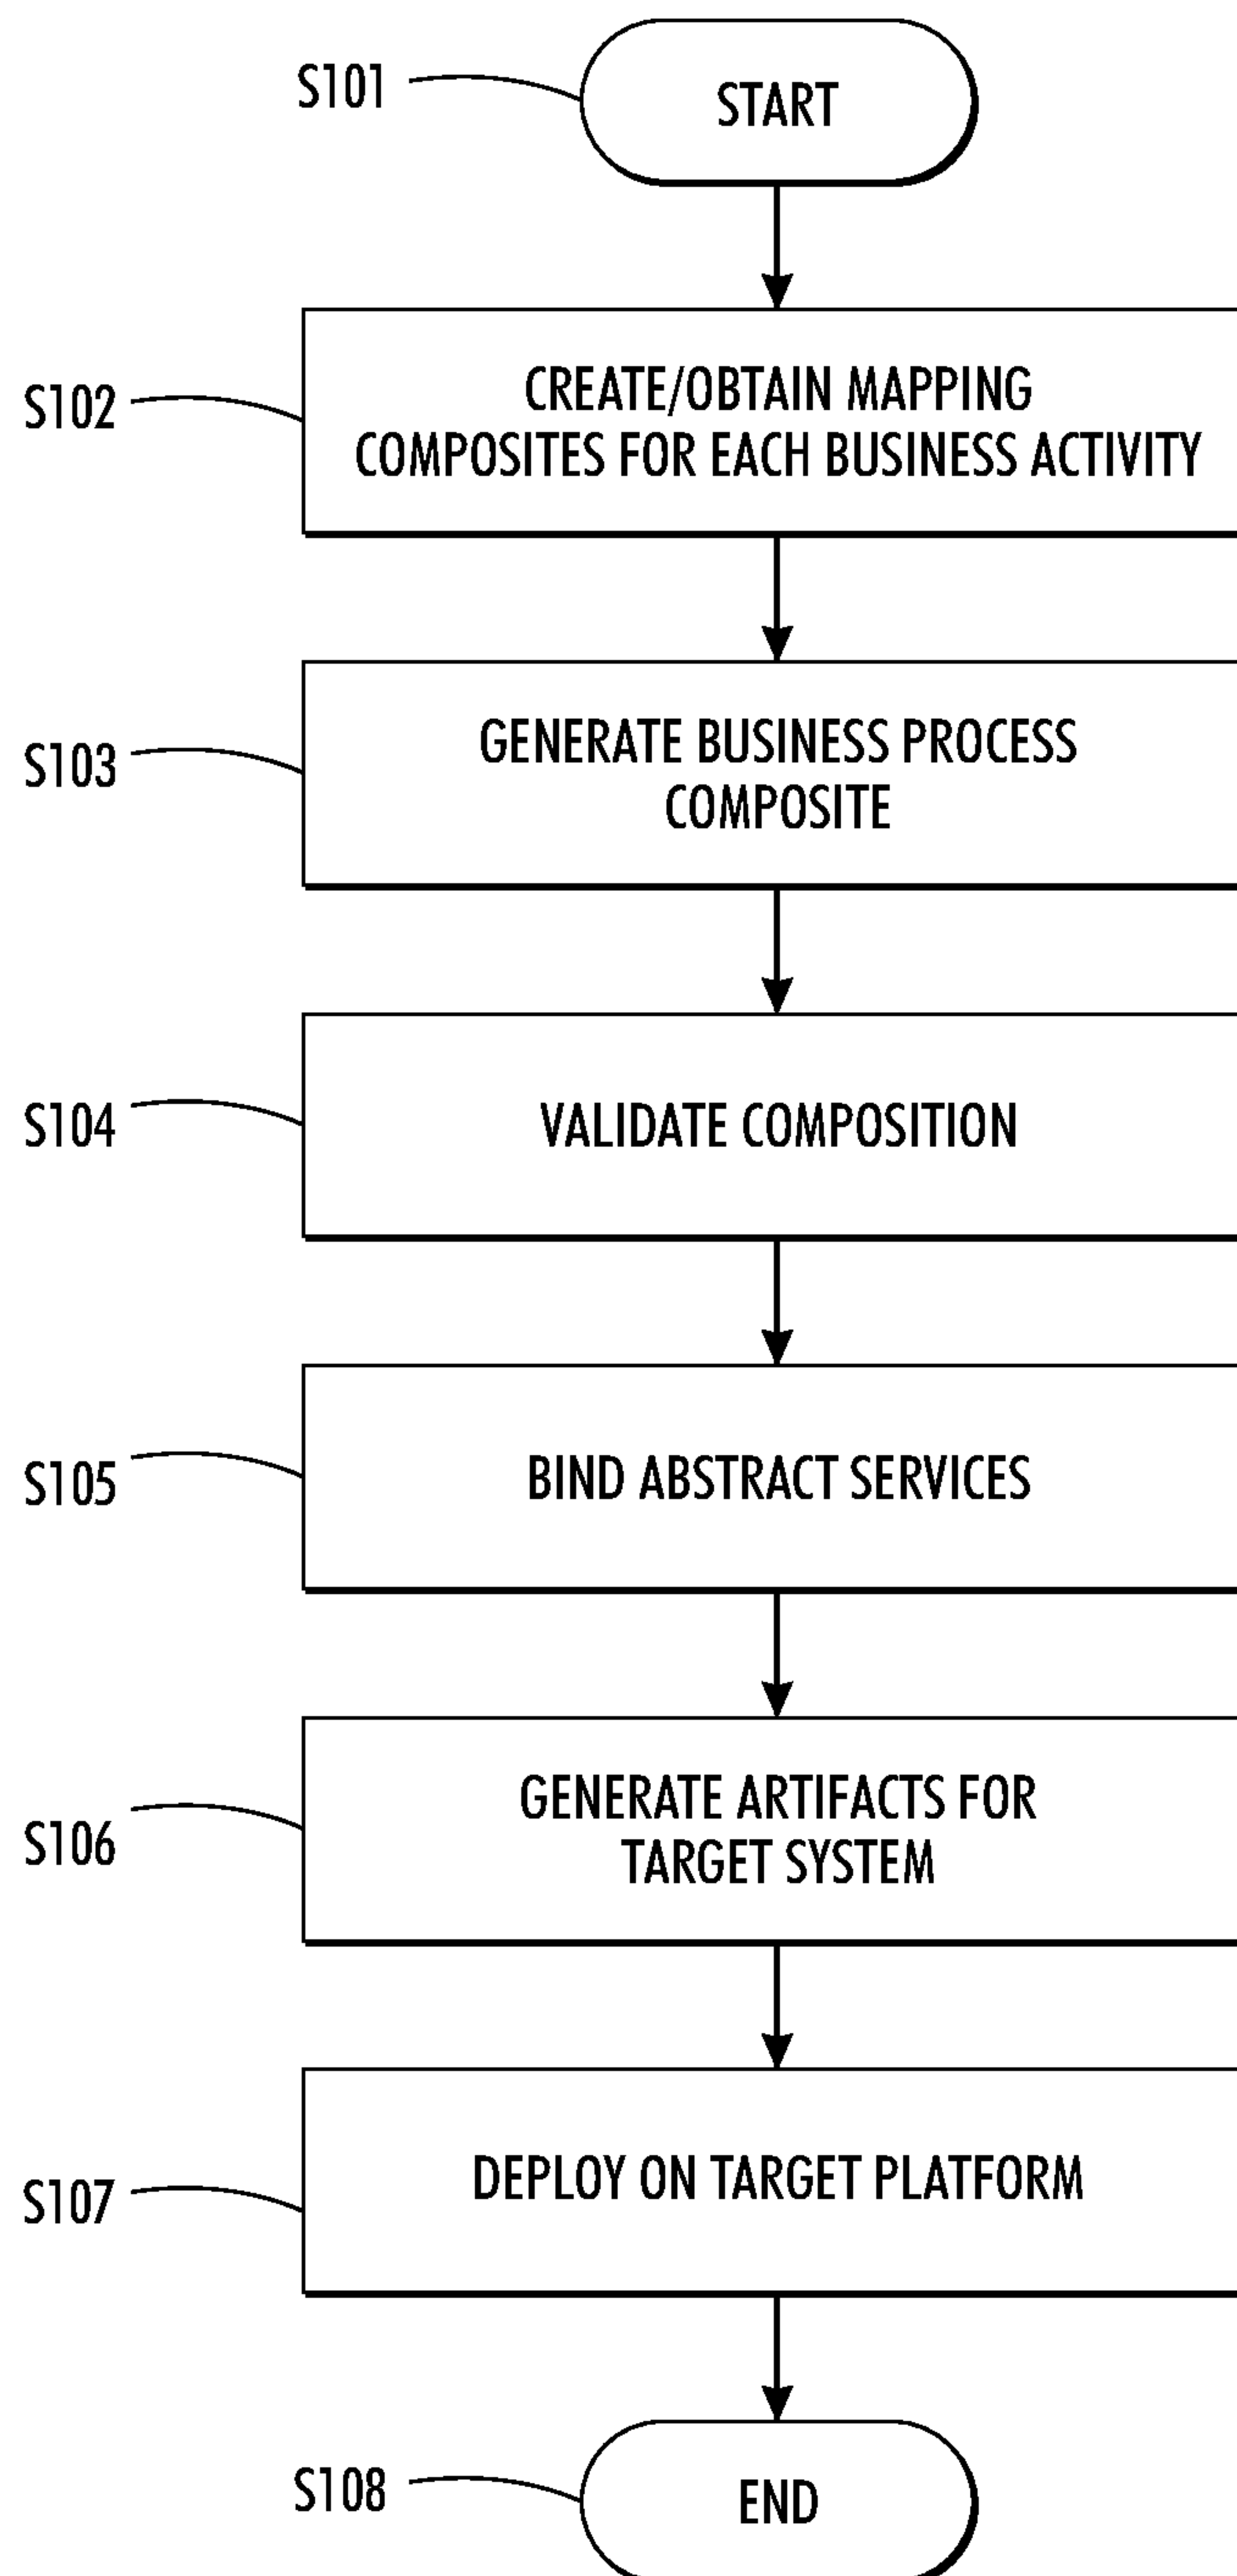 S101
START
S102
CREATE/OBTAIN MAPPING
COMPOSITES FOR EACH BUSINESS ACTIVITY
S103
GENERATE BUSINESS PROCESS
COMPOSITE
S104
VALIDATE COMPOSITION
S105
BIND ABSTRACT SERVICES
S106
GENERATE ARTIFACTS FOR
TARGET SYSTEM
S107
DEPLOY ON TARGET PLATFORM
S108
END